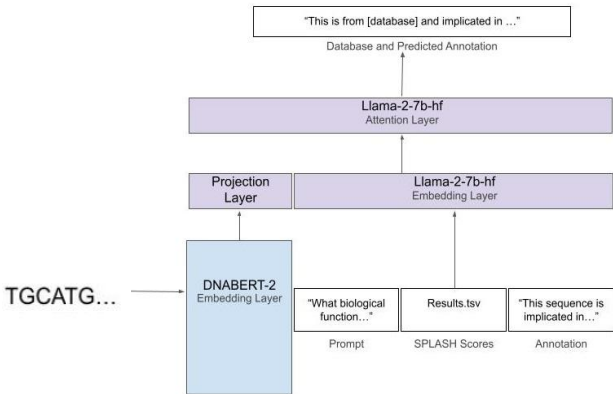 “This is from [database] and implicated in …”
Database and Predicted Annotation
Llama-2-7b-hf
Attention Layer
Projection
Layer
Llama-2-7b-hf
Embedding Layer
TGCATG...
DNABERT-2
Embedding Layer
“What biological
function…”
Prompt
Results.tsv
SPLASH Scores
“This sequence is
implicated in…”
Annotation